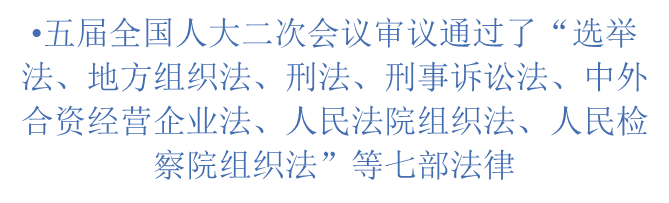 •五届全国人大二次会议审议通过了“选举
法、地方组织法、刑法、刑事诉讼法、中外
合资经营企业法、人民法院组织法、人民检
察院组织法”等七部法律